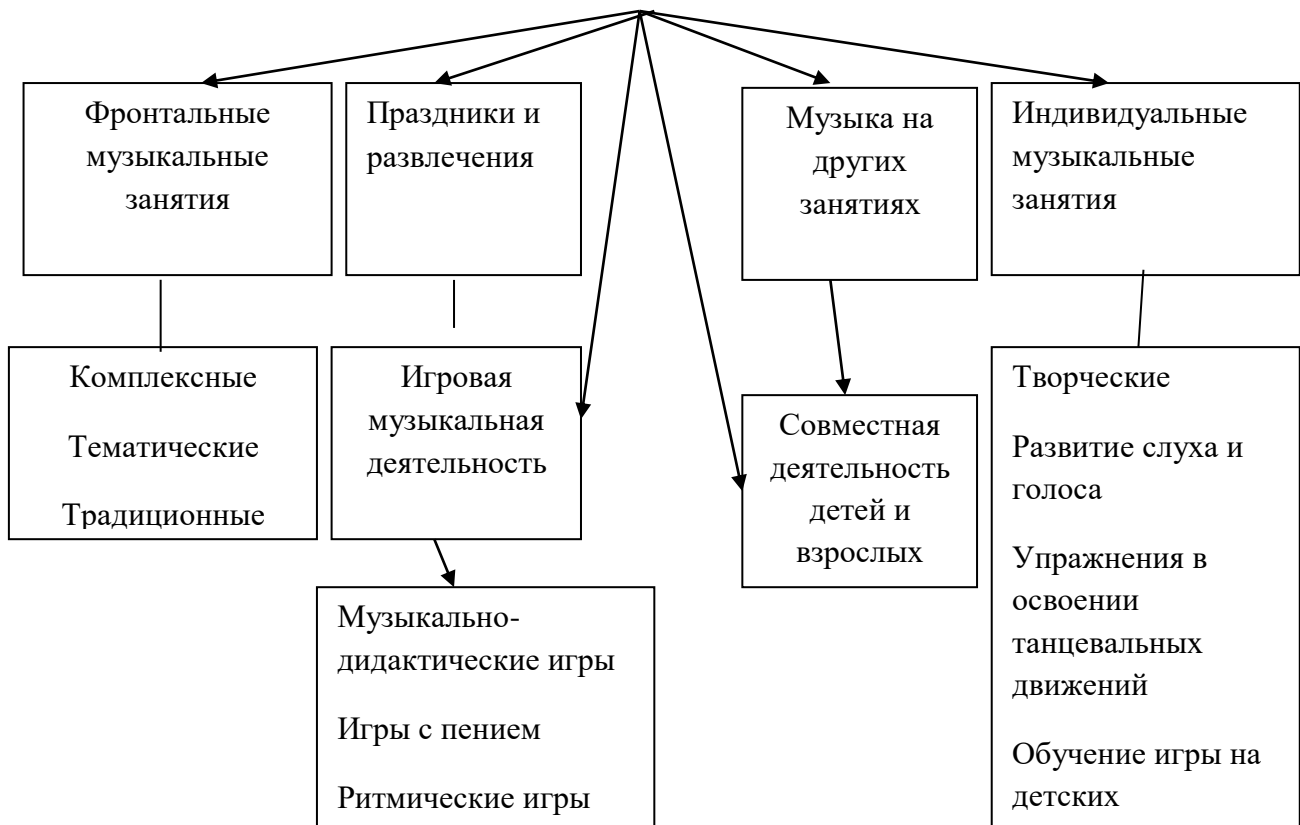 Фронтальные
музыкальные
занятия
Праздники и
развлечения
Музыка на
других
занятиях
Индивидуальные
музыкальные
занятия
Комплексные
Тематические
Традиционные
Игровая
музыкальная
деятельность
Совместная
деятельность
детей и
взрослых
Творческие
Развитие слуха и
голоса
Упражнения в
освоении
танцевальных
движений
Обучение игры на
детских
Музыкально-
дидактические игры
Игры с пением
Ритмические игры